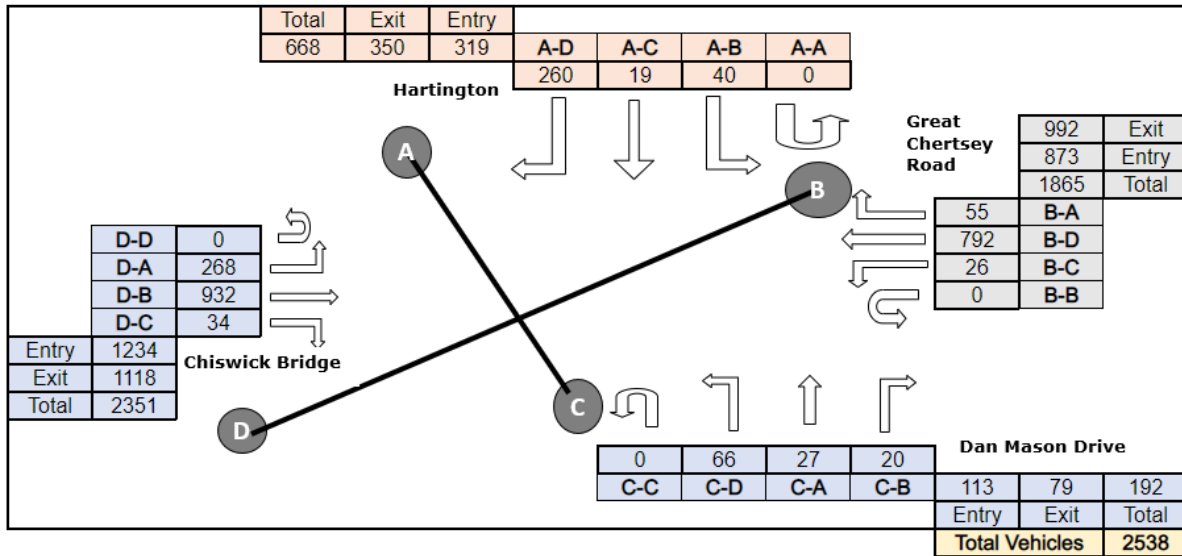 Total Exit Entry
668 350 319 A-D A-C A-B A-A
260 19 40 0
Hartington
A
Great
Chertsey
Road
992 Exit
873 Entry
1865 Total
B
55 B-A
792 B-D
26 B-C
0 B-B
D-D 0
D-A 268
D-B 932
D-C 34
Entry 1234
Exit 1118
Total 2351
Chiswick Bridge
D
C
Dan Mason Drive
0 66 27 20
C-C C-D C-A C-B 113 79 192
Entry Exit Total
Total Vehicles 2538